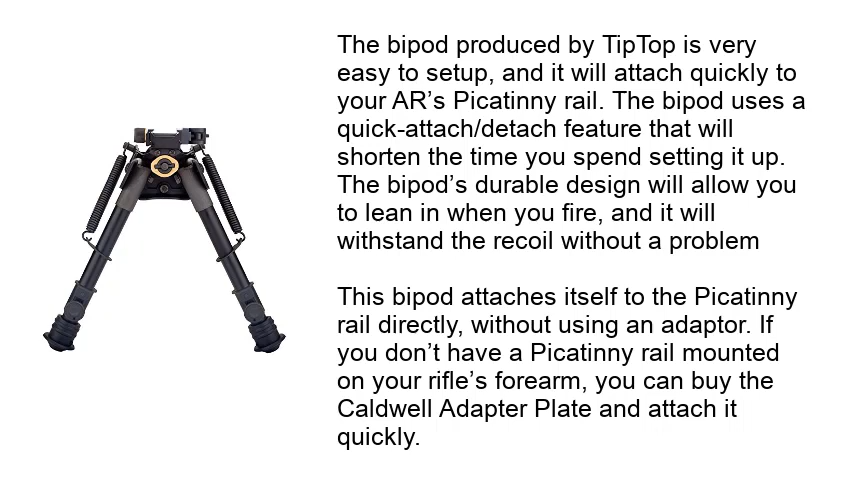 The bipod produced by TipTop is very
easy to setup, and it will attach quickly to
your AR’s Picatinny rail. The bipod uses a
quick-attach/detach feature that will
shorten the time you spend setting it up.
The bipod’s durable design will allow you
to lean in when you fire, and it will
withstand the recoil without a problem
This bipod attaches itself to the Picatinny
rail directly, without using an adaptor. If
you don’t have a Picatinny rail mounted
on your rifle’s forearm, you can buy the
Caldwell Adapter Plate and attach it
quickly.